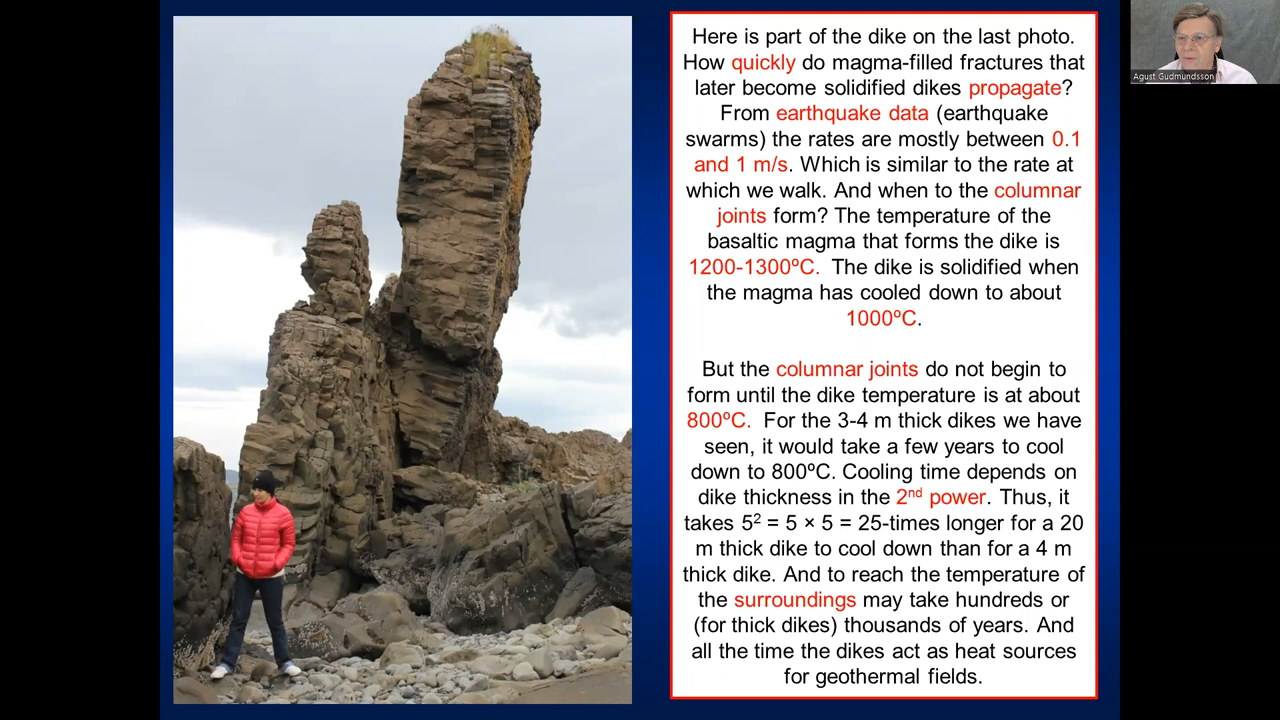 Here is part of the dike on the last photo.
How quickly do magma-filled fractures that
later become solidified dikes propagate?
From earthquake data (earthquake
swarms) the rates are mostly between 0.1
and 1 m/s. Which is similar to the rate at
which we walk. And when to the columnar
joints form? The temperature of the
basaltic magma that forms the dike is
1200-1300ºC. The dike is solidified when
the magma has cooled down to about
1000ºC.
But the columnar joints do not begin to
form until the dike temperature is at about
800ºC. For the 3-4 m thick dikes we have
seen, it would take a few years to cool
down to 800ºC. Cooling time depends on
dike thickness in the 2nd power. Thus, it
takes 5² = 5 × 5 = 25-times longer for a 20
m thick dike to cool down than for a 4 m
thick dike. And to reach the temperature of
the surroundings may take hundreds or
(for thick dikes) thousands of years. And
all the time the dikes act as heat sources
for geothermal fields.
Agust Gudmundsson